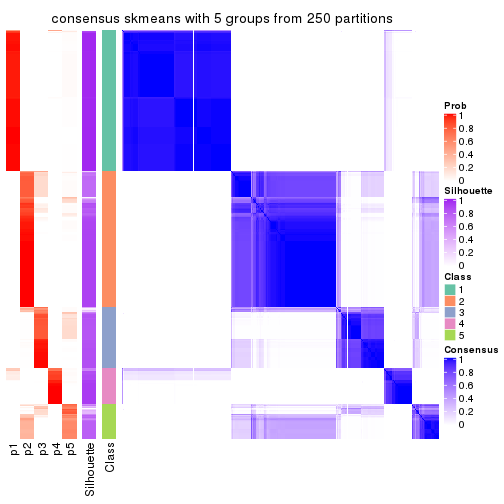 consensus skmeans with 5 groups from 250 partitions
Prob
1
0.8
0.6
0.4
0.2
0
Silhouette
1
0.8
0.6
0.4
0.2
0
Class
1
2
3
4
5
Consensus
1
0.8
0.6
0.4
0.2
0
p1
p2
p3
p4
p5
Silhouette
Class